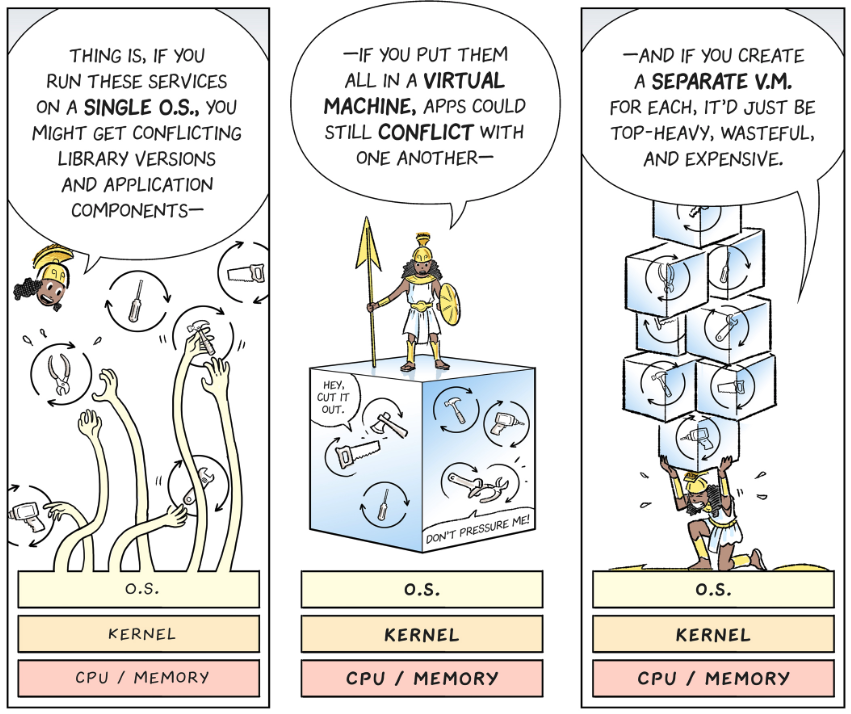 THING IS, IF YOU
RUN THESE SERVICES
ON A SINGLE O.S., YOU
MIGHT GET CONFLICTING
LIBRARY VERSIONS
AND APPLICATION
COMPONENTS—
O.S.
KERNEL
CPU / MEMORY
—IF YOU PUT THEM
ALL IN A VIRTUAL
MACHINE, APPS COULD
STILL CONFLICT WITH
ONE ANOTHER—
HEY,
CUT IT
OUT.
DON'T PRESSURE ME!
O.S.
KERNEL
CPU / MEMORY
—AND IF YOU CREATE
A SEPARATE V.M.
FOR EACH, IT'D JUST BE
TOP-HEAVY, WASTEFUL,
AND EXPENSIVE.
O.S.
KERNEL
CPU / MEMORY